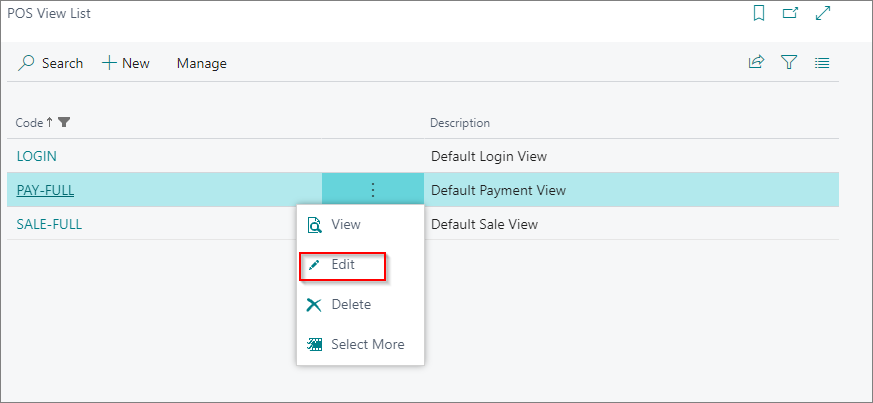 POS View List
Search New Manage
Code Description
LOGIN Default Login View
PAY-FULL Default Payment View
SALE-FULL Default Sale View
View
Edit
Delete
Select More